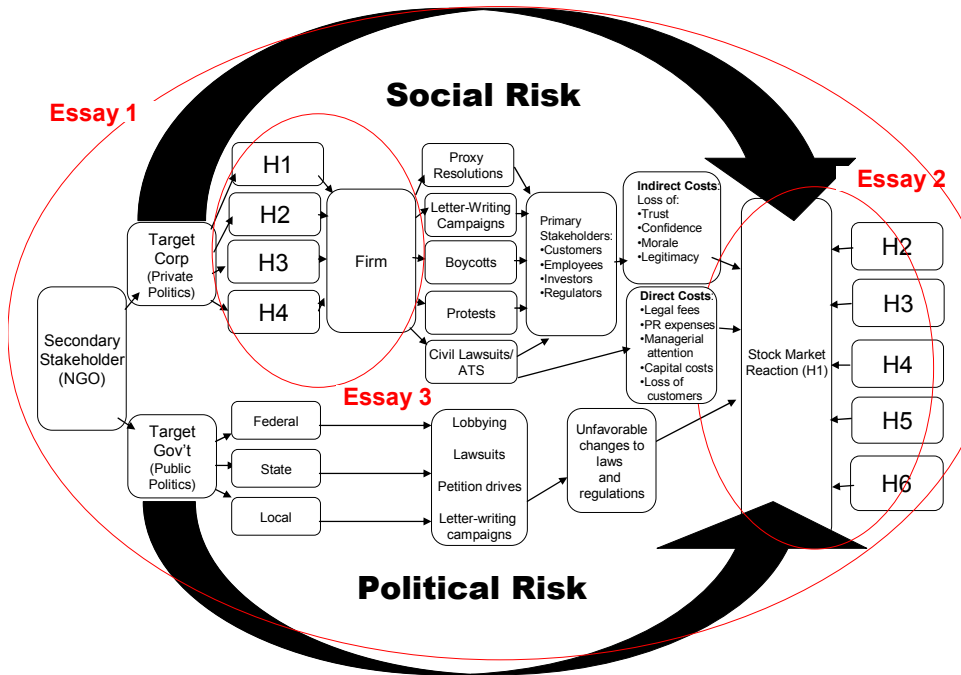 Social Risk
Essay 1
Essay 2
Essay 3
Secondary
Stakeholder
(NGO)
Target
Corp
(Private
Politics)
H1
H2
H3
H4
Firm
Proxy
Resolutions
Letter-Writing
Campaigns
Boycotts
Protests
Civil Lawsuits/
ATS
Primary
Stakeholders:
•Customers
•Employees
•Investors
•Regulators
Indirect Costs:
Loss of:
•Trust
•Confidence
•Morale
•Legitimacy
Direct Costs:
•Legal fees
•PR expenses
•Managerial
attention
•Capital costs
•Loss of
customers
Stock Market
Reaction (H1)
H2
H3
H4
H5
H6
Target
Gov't
(Public
Politics)
Federal
State
Local
Lobbying
Lawsuits
Petition drives
Letter-writing
campaigns
Unfavorable
changes to
laws
and
regulations
Political Risk